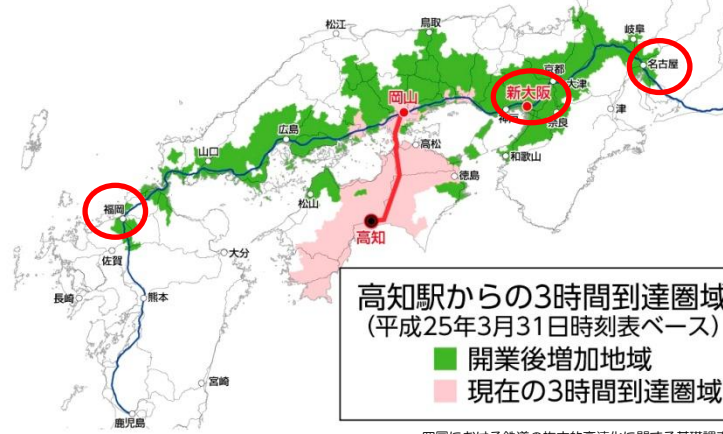 松江
鳥取
岐阜
名古屋
京都
大津
新大阪
岡山
神戸
奈良
津
広島
山口
高松
和歌山
徳島
松山
福岡
高知
佐賀
大分
長崎
熊本
宮崎
鹿児島
高知駅からの3時間到達圏域
(平成25年3月31日時刻表ベース)
開業後増加地域
現在の3時間到達圏域